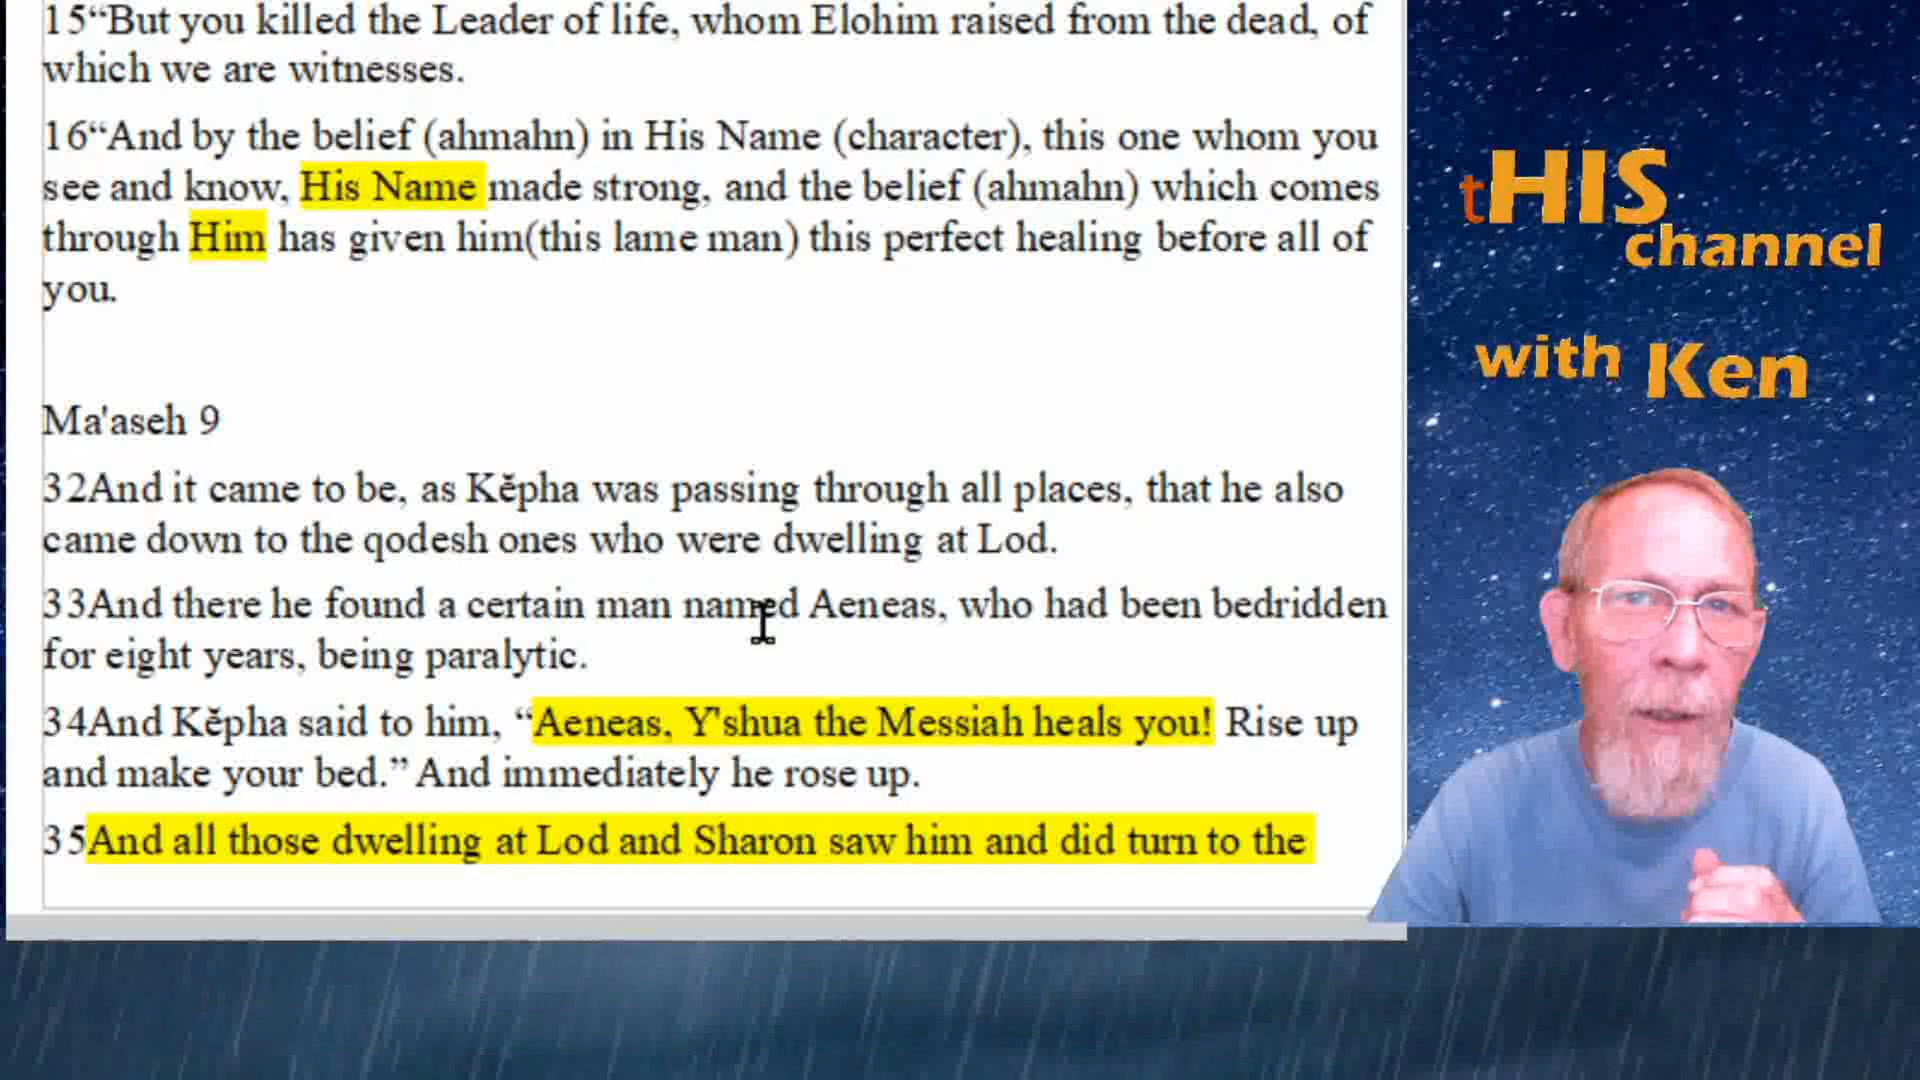 15“But you killed the Leader of life, whom Elohim raised from the dead, of
which we are witnesses.
16“And by the belief (ahmahn) in His Name (character), this one whom you
see and know, His Name made strong, and the belief (ahmahn) which comes
through Him has given him(this lame man) this perfect healing before all of
you.
Ma'aseh 9
32And it came to be, as Kĕpha was passing through all places, that he also
came down to the qodesh ones who were dwelling at Lod.
33And there he found a certain man named Aeneas, who had been bedridden
for eight years, being paralytic.
34And Kĕpha said to him, “Aeneas, Y'shua the Messiah heals you! Rise up
and make your bed.” And immediately he rose up.
35And all those dwelling at Lod and Sharon saw him and did turn to the
tHIS
channel
with Ken